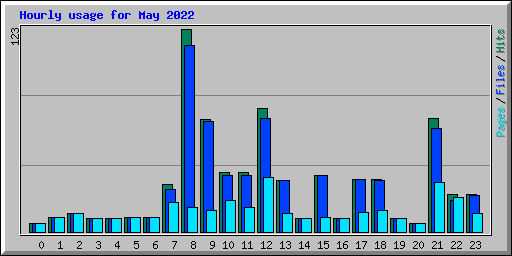 Hourly usage for May 2022
123
Pages/Files/Hits
0 1 2 3 4 5 6 7 8 9 10 11 12 13 14 15 16 17 18 19 20 21 22 23